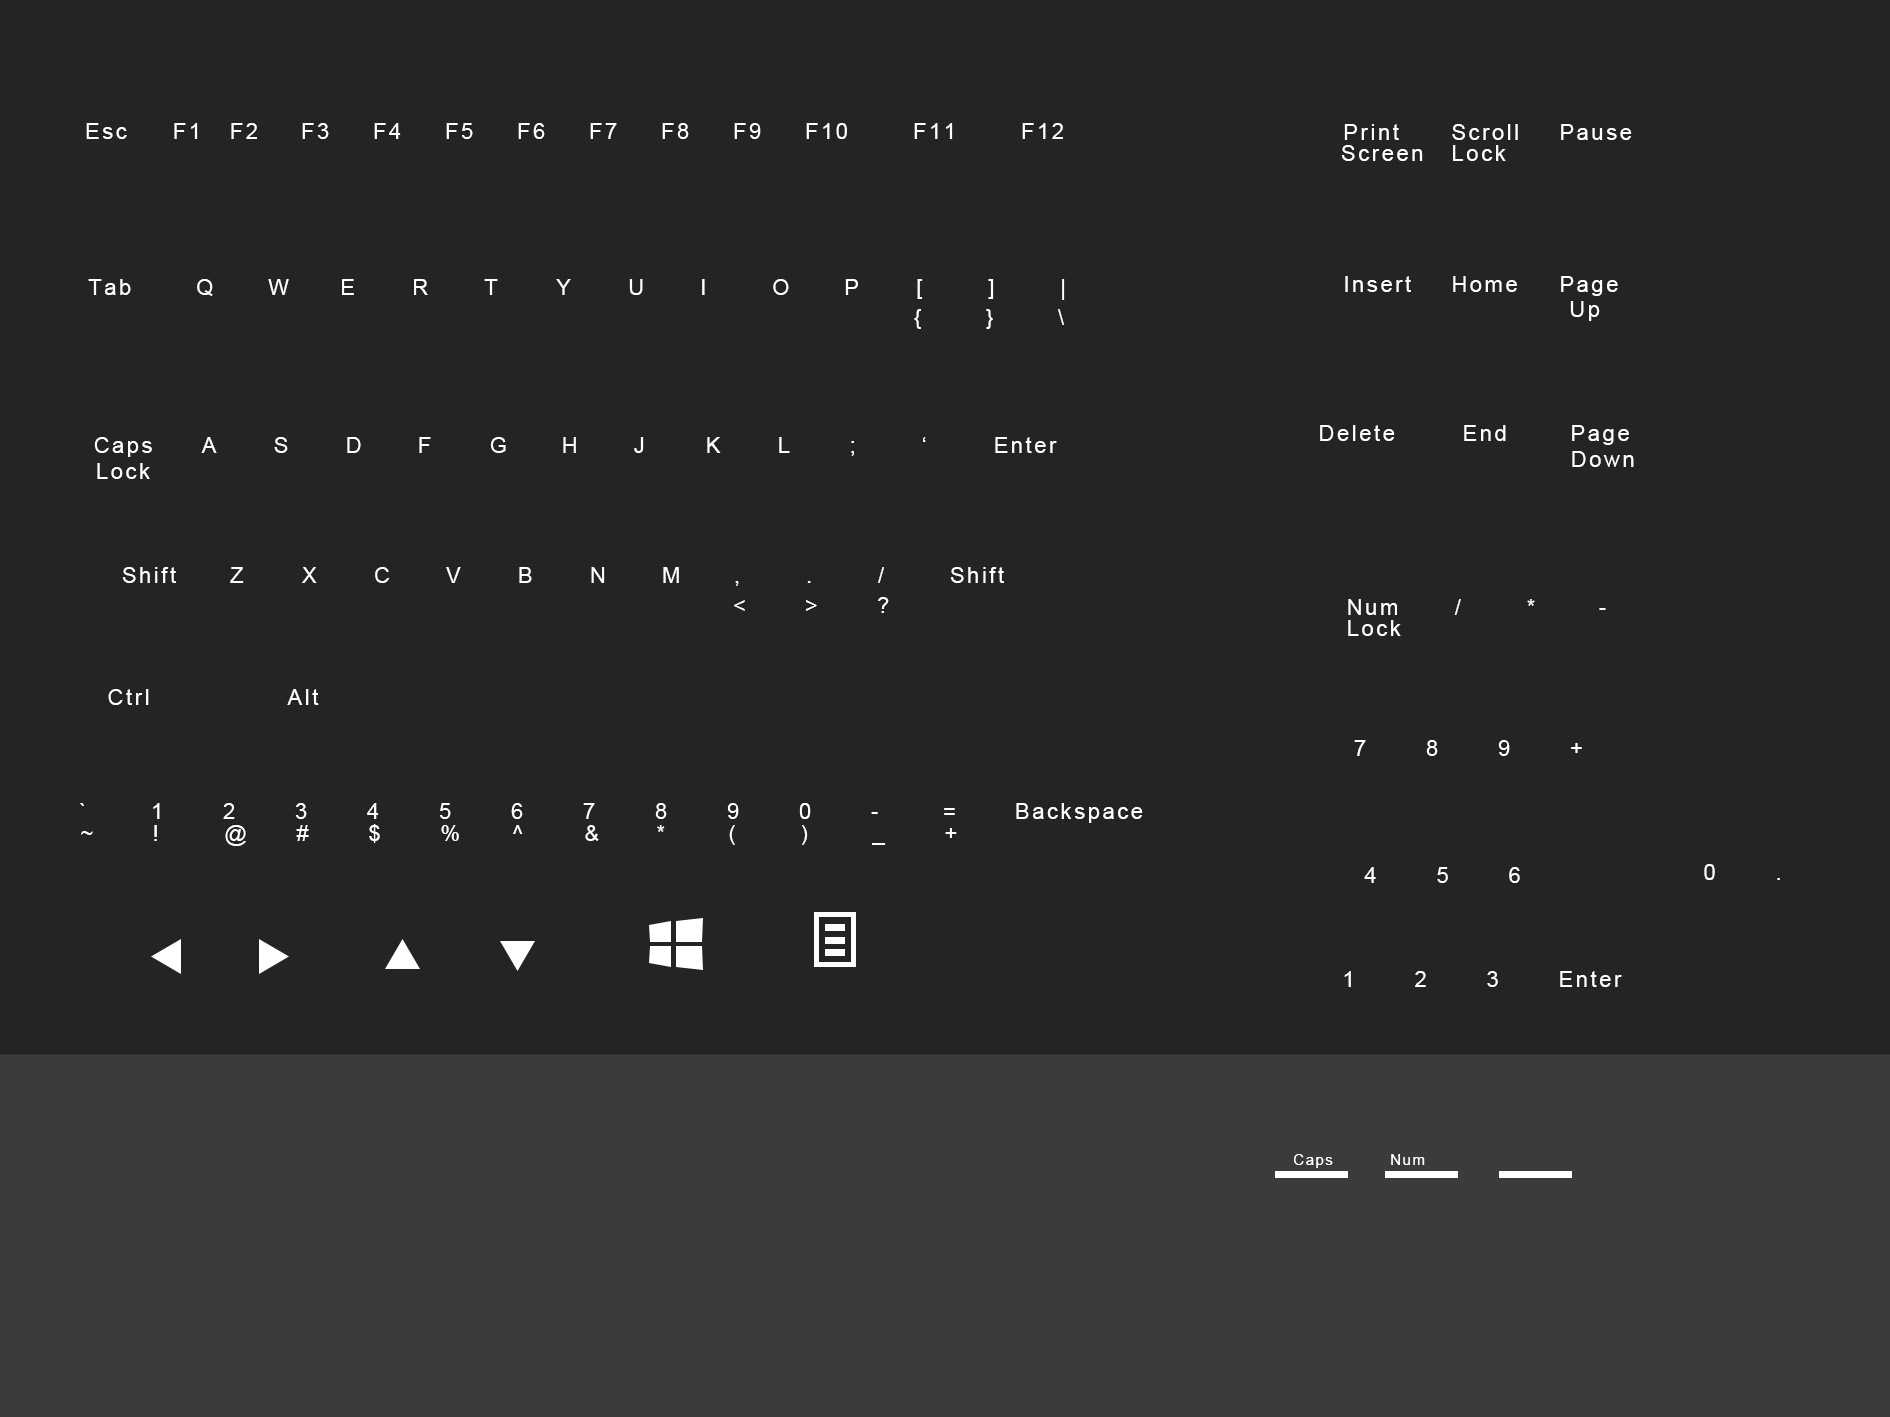 Esc F1 F2 F3 F4 F5 F6 F7 F8 F9 F10 F11 F12
Print Scroll Pause
Screen Lock
Tab Q W E R T Y U I O P [ ] |
{ } \
Insert Home Page
Up
Caps A S D F G H J K L ; ‘ Enter
Lock
Delete End Page
Down
Shift Z X C V B N M , . / Shift
< > ?
Num / * -
Lock
Ctrl Alt
7 8 9 +
` 1 2 3 4 5 6 7 8 9 0 - = Backspace
~ ! @ # $ % ^ & * ( ) _ +
4 5 6 0 .
1 2 3 Enter
Caps Num